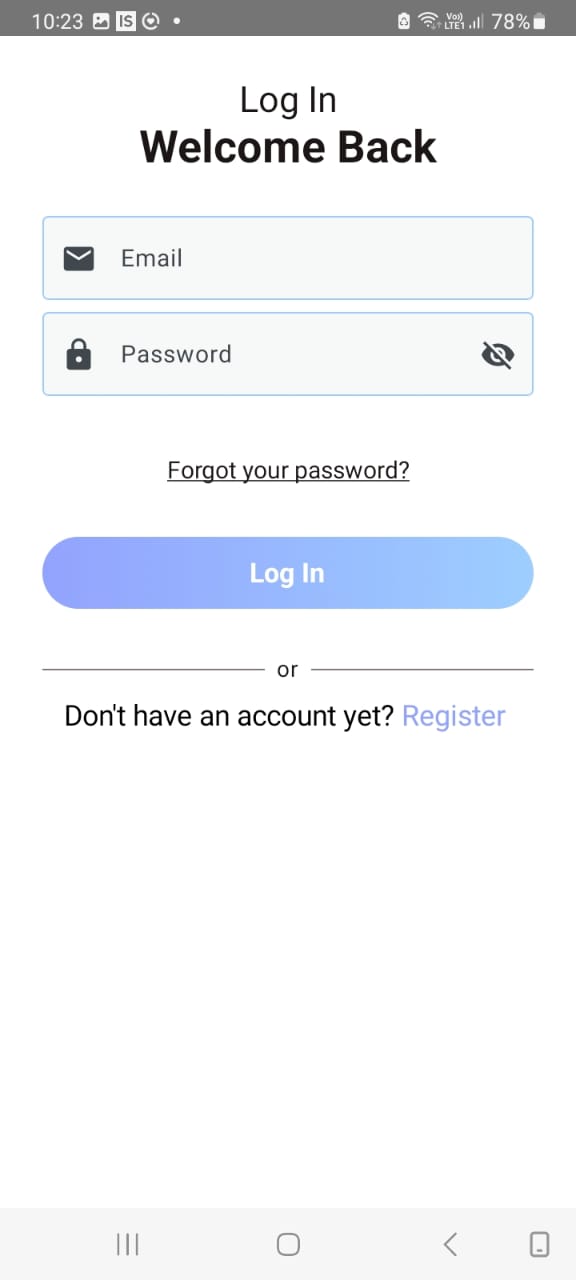 10:23 IS Vo)) LTE1 78%
Log In
Welcome Back
Email
Password
Forgot your password?
Log In
or
Don't have an account yet? Register